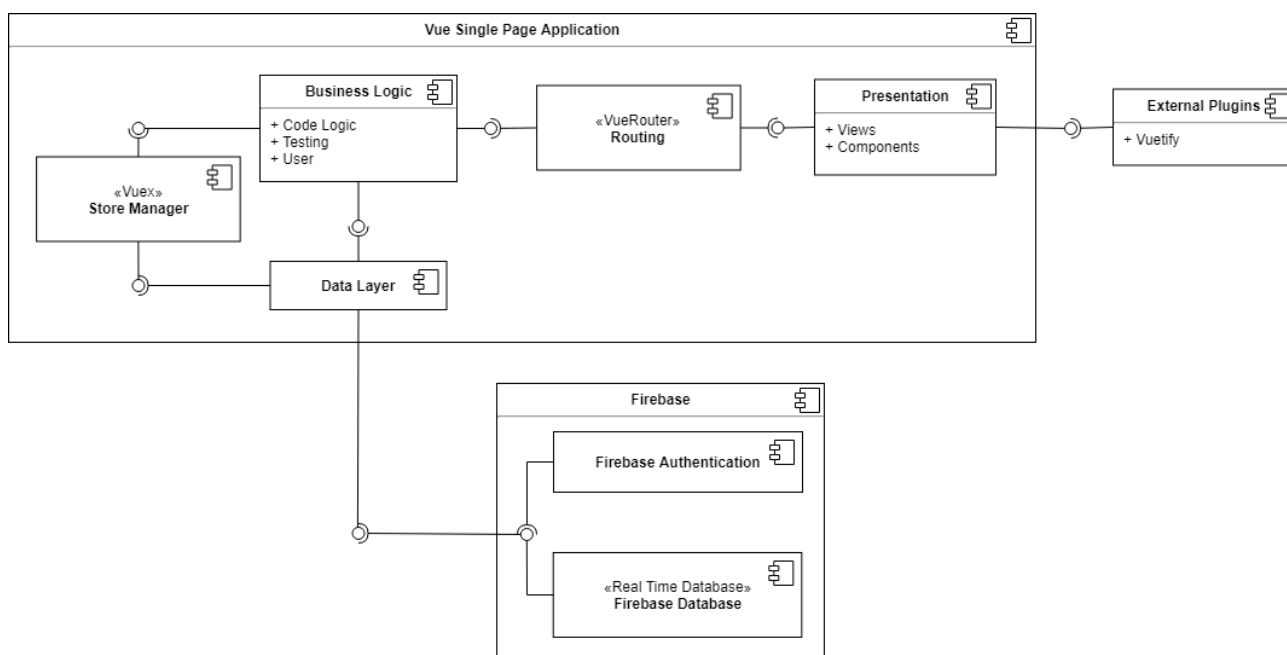 Vue Single Page Application
Business Logic
+ Code Logic
+ Testing
+ User
«VueRouter»
Routing
Presentation
+ Views
+ Components
External Plugins
+ Vuetify
«Vuex»
Store Manager
Data Layer
Firebase
Firebase Authentication
«Real Time Database»
Firebase Database